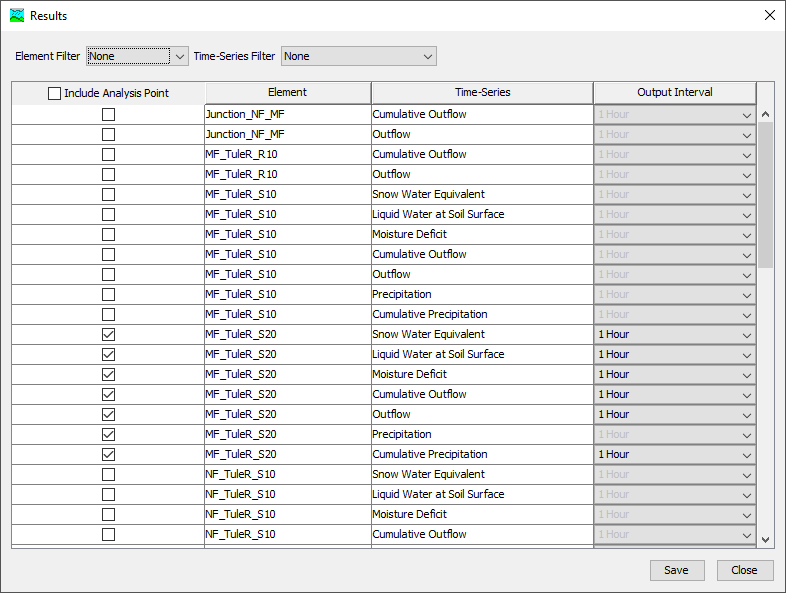 Results
Element Filter None Time-Series Filter None
Include Analysis Point Element Time-Series Output Interval
Junction_NF_MF Cumulative Outflow 1 Hour
Junction_NF_MF Outflow 1 Hour
MF_TuleR_R10 Cumulative Outflow 1 Hour
MF_TuleR_R10 Outflow 1 Hour
MF_TuleR_S10 Snow Water Equivalent 1 Hour
MF_TuleR_S10 Liquid Water at Soil Surface 1 Hour
MF_TuleR_S10 Moisture Deficit 1 Hour
MF_TuleR_S10 Cumulative Outflow 1 Hour
MF_TuleR_S10 Outflow 1 Hour
MF_TuleR_S10 Precipitation 1 Hour
MF_TuleR_S10 Cumulative Precipitation 1 Hour
MF_TuleR_S20 Snow Water Equivalent 1 Hour
MF_TuleR_S20 Liquid Water at Soil Surface 1 Hour
MF_TuleR_S20 Moisture Deficit 1 Hour
MF_TuleR_S20 Cumulative Outflow 1 Hour
MF_TuleR_S20 Outflow 1 Hour
MF_TuleR_S20 Precipitation 1 Hour
MF_TuleR_S20 Cumulative Precipitation 1 Hour
NF_TuleR_S10 Snow Water Equivalent 1 Hour
NF_TuleR_S10 Liquid Water at Soil Surface 1 Hour
NF_TuleR_S10 Moisture Deficit 1 Hour
NF_TuleR_S10 Cumulative Outflow 1 Hour
Save Close